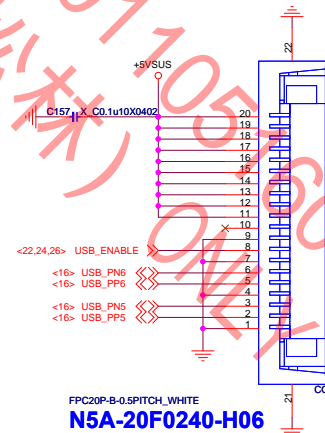 22
+5VSUS
C157 X_C0.1u10X0402
20
19
18
17
16
15
14
13
12
11
10
9
<22,24,26> USB_ENABLE 8
7
<16> USB_PN6 6
<16> USB_PP6 5
4
<16> USB_PN5 3
<16> USB_PP5 2
1
21
FPC20P-B-0.5PITCH_WHITE
CO
N5A-20F0240-H06
林) ONLY